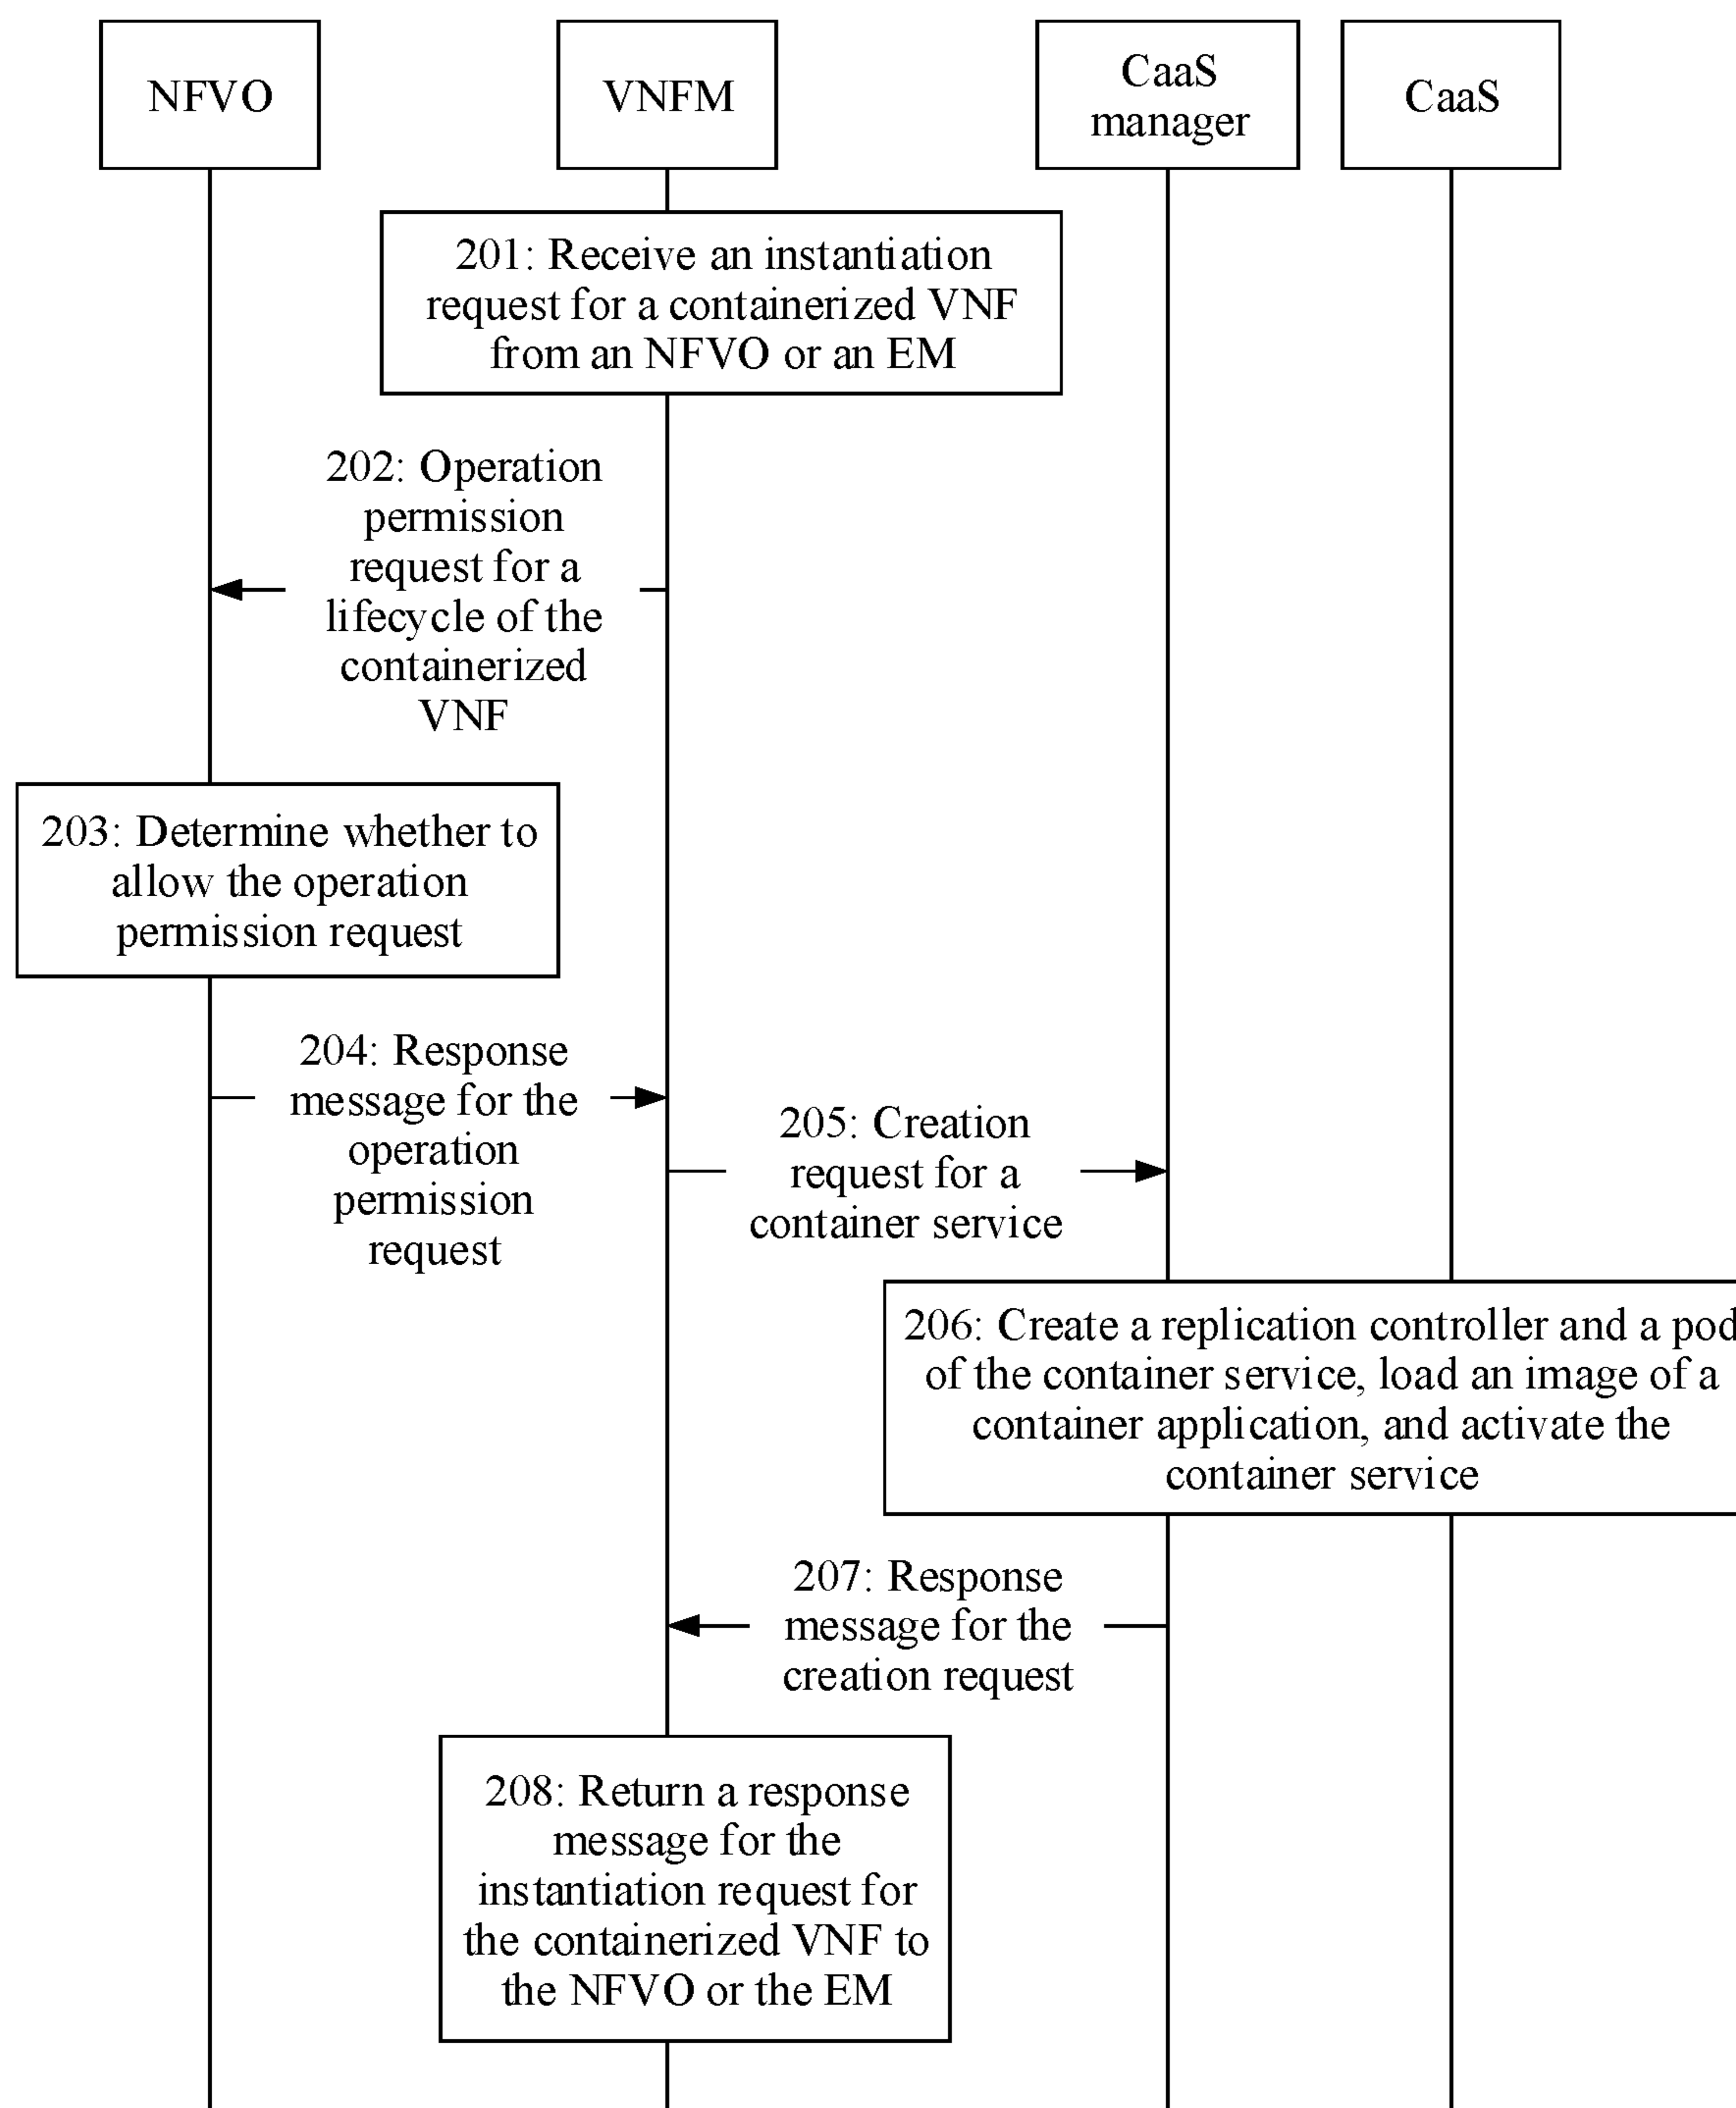 NFVO
VNFM
CaaS
manager
CaaS
201: Receive an instantiation
request for a containerized VNF
from an NFVO or an EM
202: Operation
permission
request for a
lifecycle of the
containerized
VNF
203: Determine whether to
allow the operation
permission request
204: Response
message for the
operation
permission
request
205: Creation
request for a
container service
206: Create a replication controller and a pod
of the container service, load an image of a
container application, and activate the
container service
207: Response
message for the
creation request
208: Return a response
message for the
instantiation request for
the containerized VNF to
the NFVO or the EM